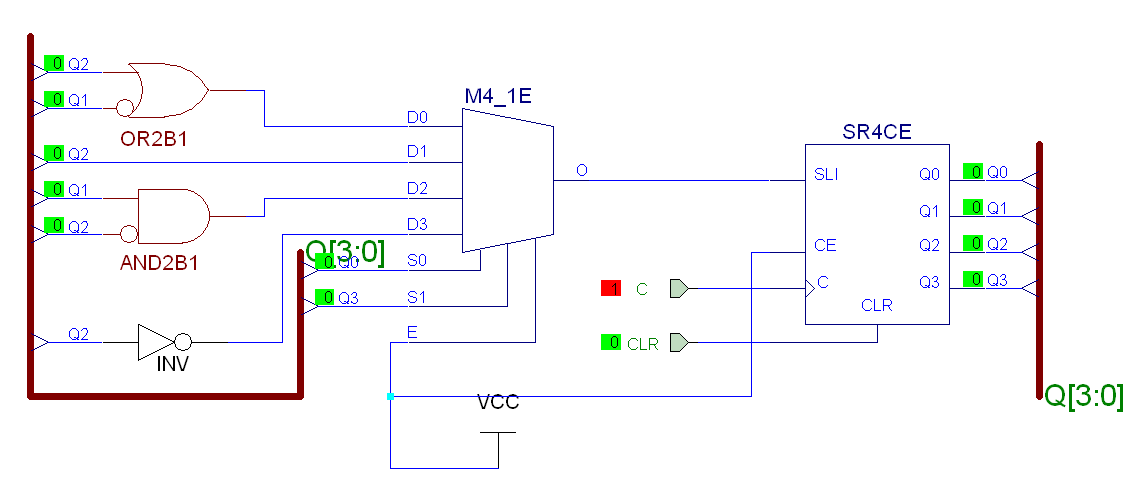 0 Q2
0 Q1
OR2B1
0 Q2
0 Q1
0 Q2
AND2B1
Q2
INV
Q[3:0]
0 Q0
0 Q3
D0
D1
D2
D3
S0
S1
E
M4_1E
O
VCC
1 C
0 CLR
SR4CE
SLI
CE
C
CLR
Q0
Q1
Q2
Q3
0 Q0
0 Q1
0 Q2
0 Q3
Q[3:0]